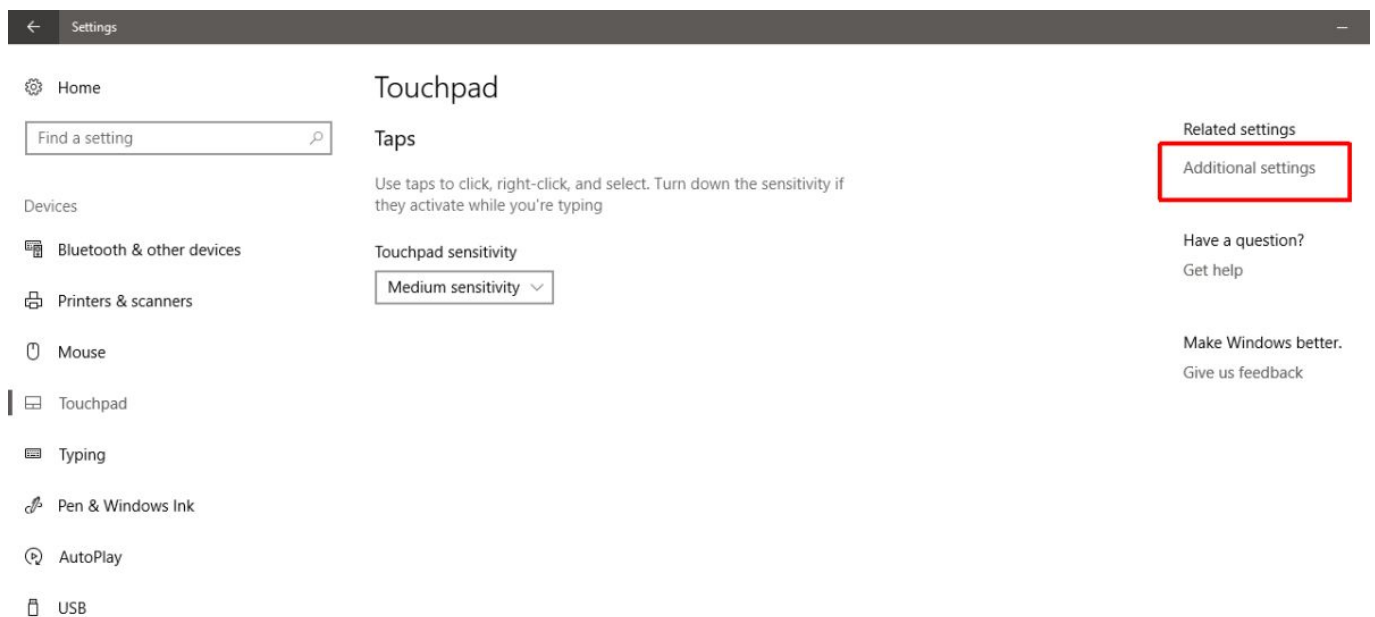 Settings
Home
Find a setting
Devices
Bluetooth & other devices
Printers & scanners
Mouse
Touchpad
Typing
Pen & Windows Ink
AutoPlay
USB
Touchpad
Taps
Use taps to click, right-click, and select. Turn down the sensitivity if
they activate while you're typing
Touchpad sensitivity
Medium sensitivity
Related settings
Additional settings
Have a question?
Get help
Make Windows better.
Give us feedback